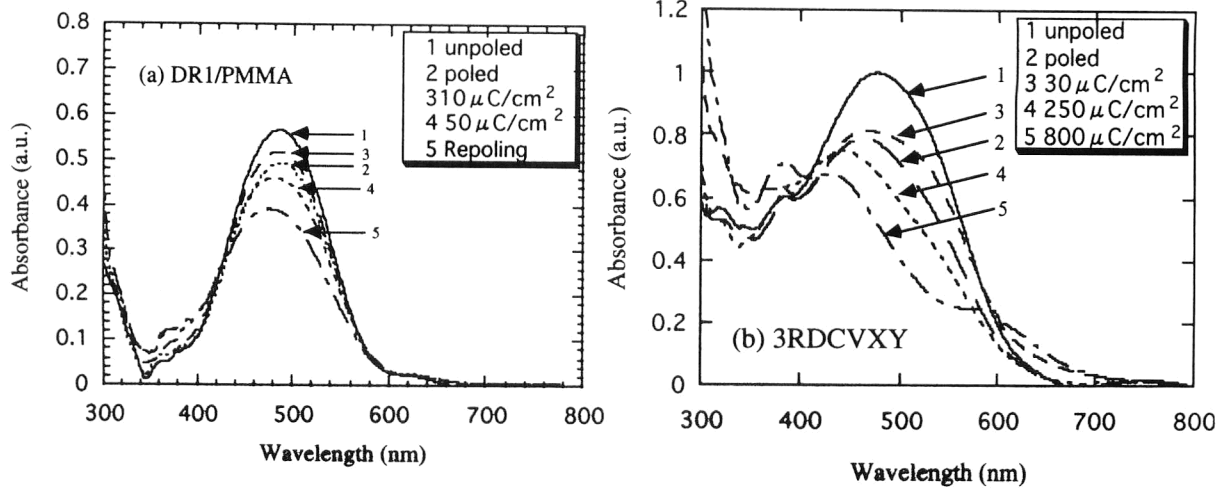 0.8
0.7
0.6
0.5
0.4
0.3
0.2
0.1
0
300 400 500 600 700 800
Absorbance (a.u.)
Wavelength (nm)
(a) DR1/PMMA
1 unpoled
2 poled
310 μC/cm²
4 50 μC/cm²
5 Repoling
1
3
2
4
5
1.2
1
0.8
0.6
0.4
0.2
0
300 400 500 600 700 800
Absorbance (a.u.)
Wavelength (nm)
(b) 3RDCVXY
1 unpoled
2 poled
3 30 μC/cm²
4 250 μC/cm²
5 800 μC/cm²
1
3
2
4
5